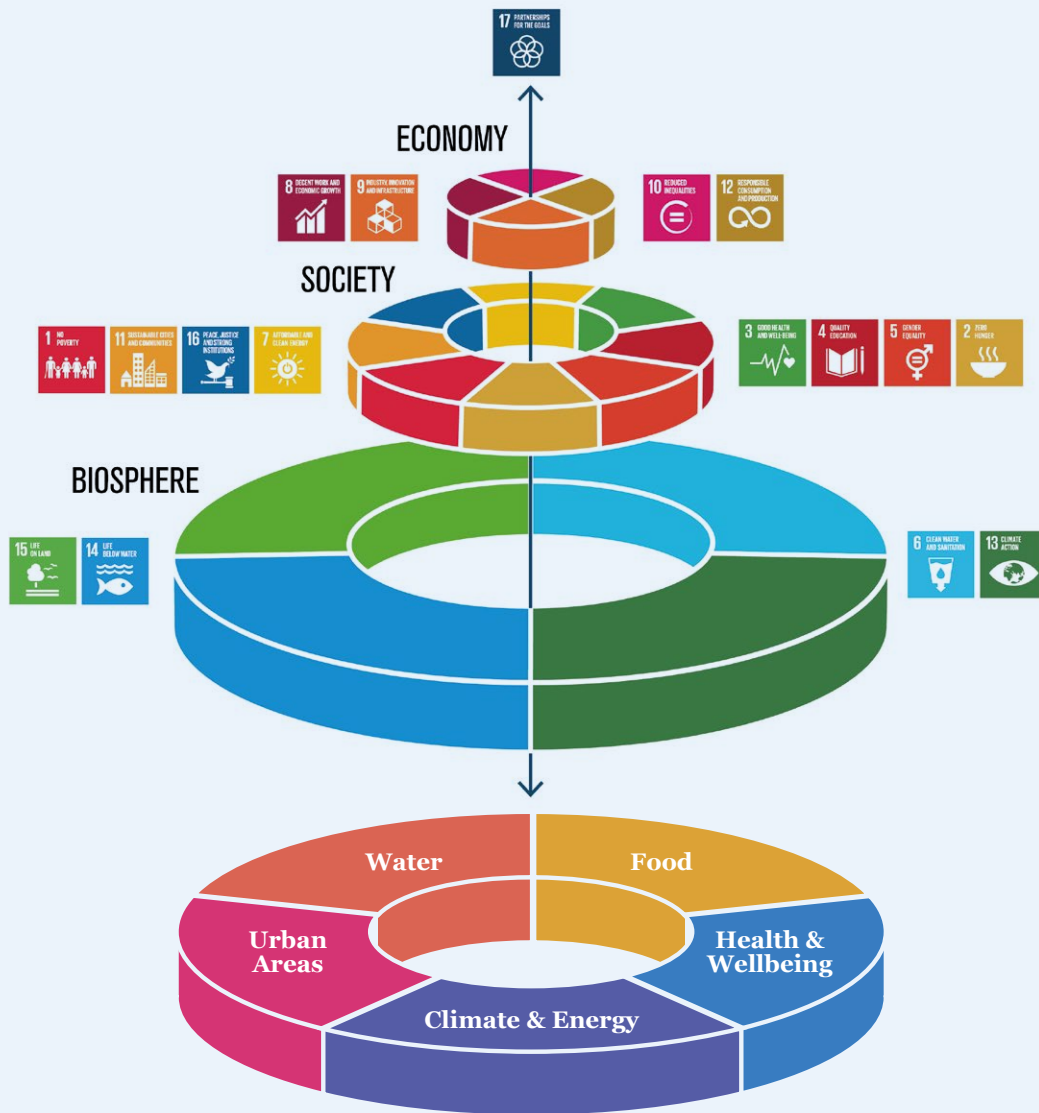 17 PARTNERSHIPS
FOR THE GOALS
ECONOMY
8 DECENT WORK AND
ECONOMIC GROWTH
9 INDUSTRY, INNOVATION
AND INFRASTRUCTURE
10 REDUCED
INEQUALITIES
12 RESPONSIBLE
CONSUMPTION
AND PRODUCTION
SOCIETY
1 NO
POVERTY
11 SUSTAINABLE CITIES
AND COMMUNITIES
16 PEACE, JUSTICE
AND STRONG
INSTITUTIONS
7 AFFORDABLE AND
CLEAN ENERGY
3 GOOD HEALTH
AND WELL-BEING
4 QUALITY
EDUCATION
5 GENDER
EQUALITY
2 ZERO
HUNGER
BIOSPHERE
15 LIFE
ON LAND
14 LIFE
BELOW WATER
6 CLEAN WATER
AND SANITATION
13 CLIMATE
ACTION
Water
Food
Urban
Areas
Health &
Wellbeing
Climate & Energy